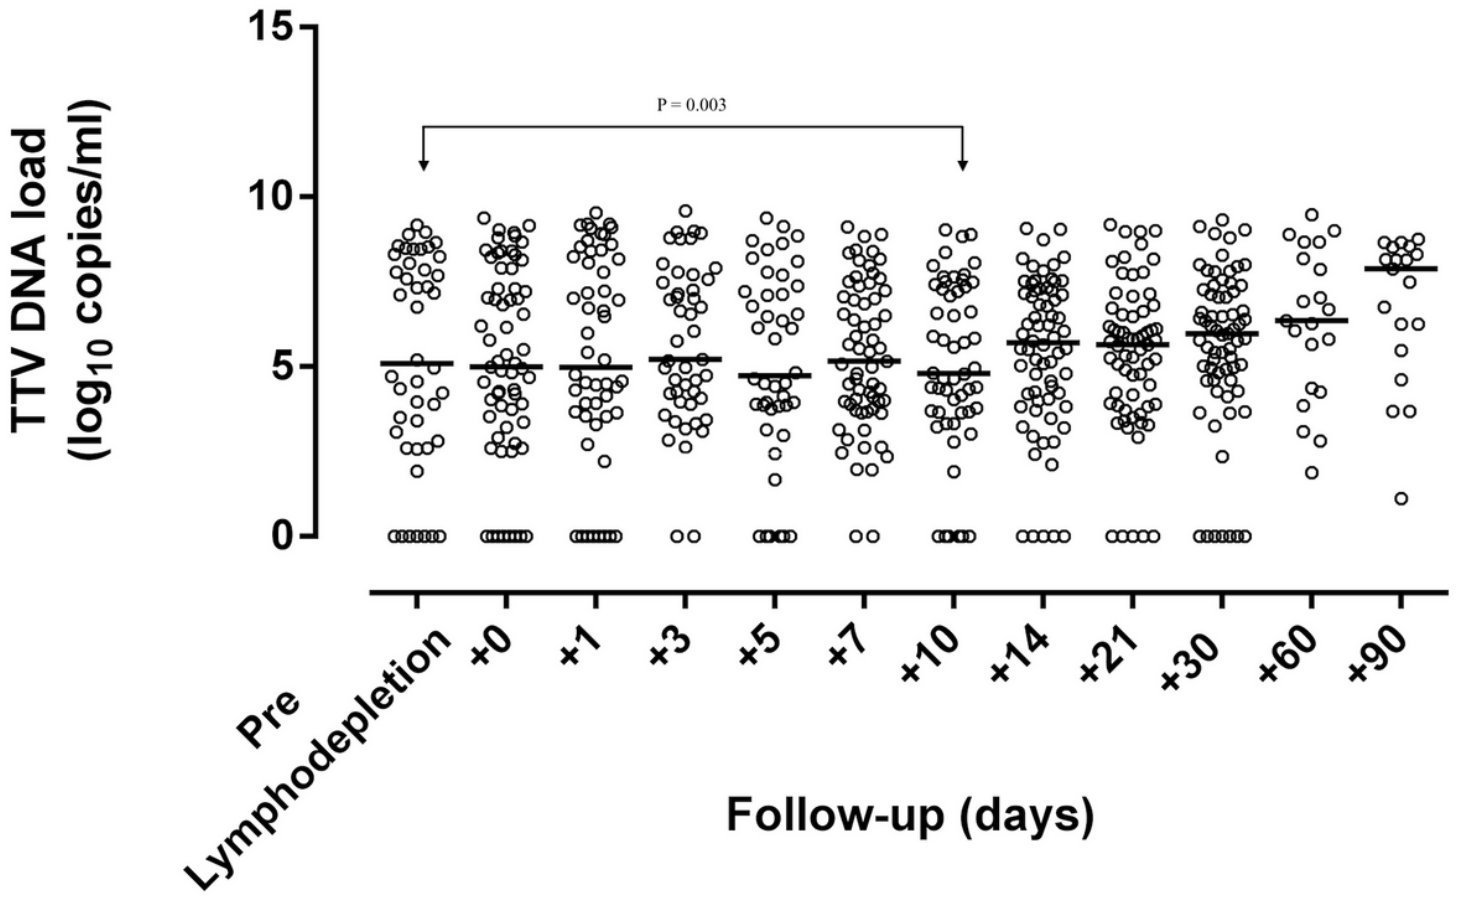 TTV DNA load
(log10 copies/ml)
15
10
5
0
P = 0.003
Pre
Lymphodepletion
+0
+1
+3
+5
+7
+10
+14
+21
+30
+60
+90
Follow-up (days)